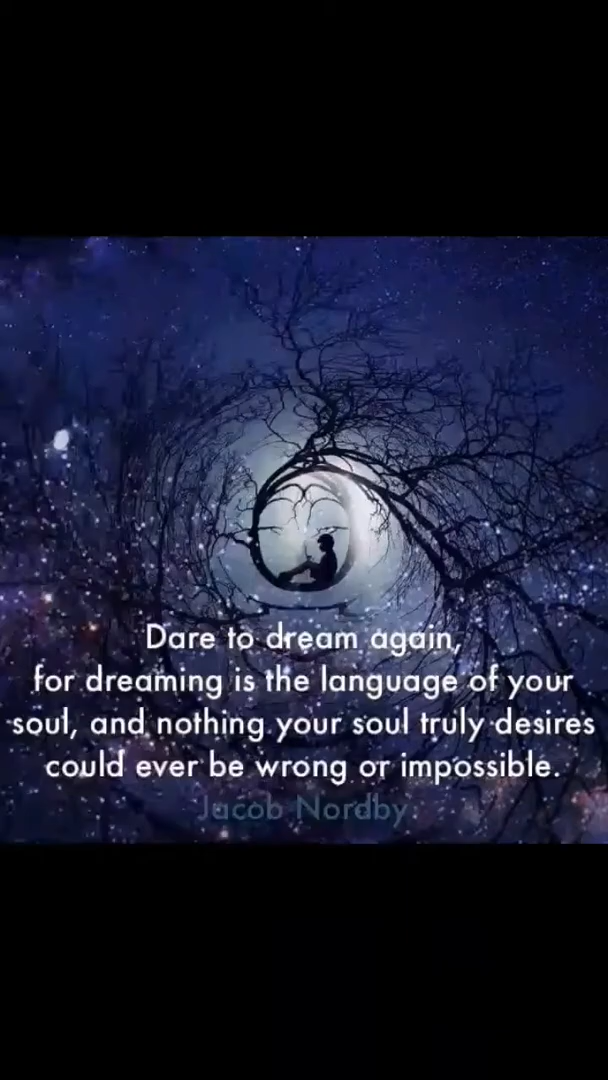 Dare to dream again,
for dreaming is the language of your
soul, and nothing your soul truly desires
could ever be wrong or impossible.
Jacob Nordby